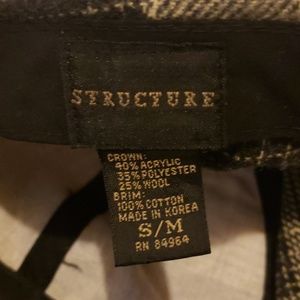 STRUCTURE
CROWN:
40% ACRYLIC
35% POLYESTER
25% WOOL
BRIM:
100% COTTON
MADE IN KOREA
S/M
RN 84964